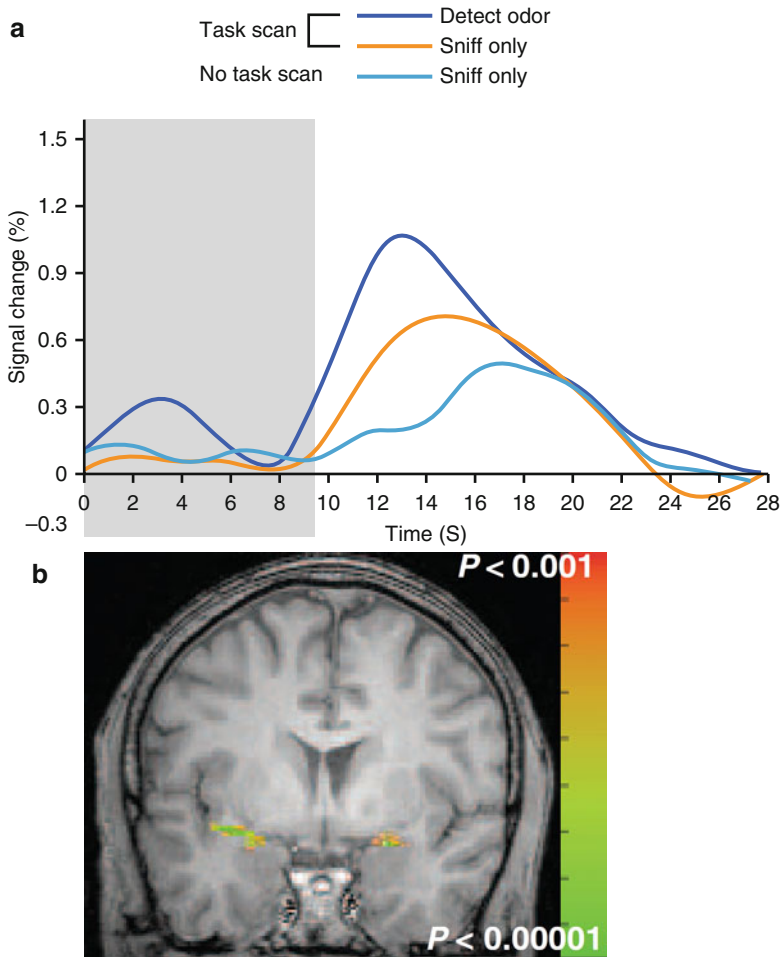 a
Task scan
Detect odor
Sniff only
No task scan
Sniff only
Signal change (%)
1.5
1.2
0.9
0.6
0.3
0
–0.3
0 2 4 6 8 10 12 14 16 18 20 22 24 26 28
Time (S)
b
P < 0.001
P < 0.00001